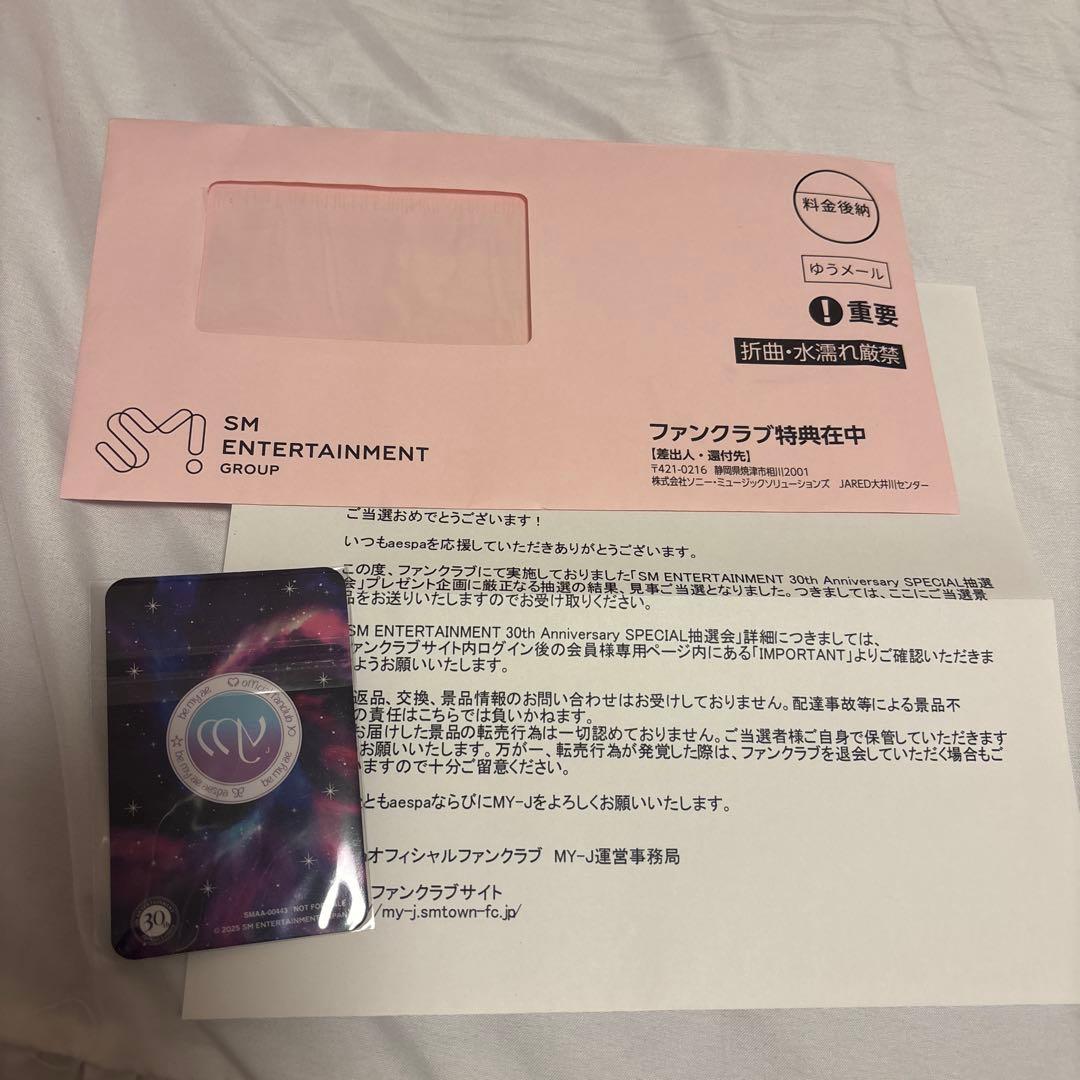 料金後納
ゆうメール
!重要
折曲・水濡れ厳禁
SM
ENTERTAINMENT
GROUP
ファンクラブ特典在中
【差出人・還付先】
〒421-0216 静岡県焼津市相川2001
株式会社ソニー・ミュージックソリューションズ JARED大井川センター
ご当選おめでとうございます！
いつもaespaを応援していただきありがとうございます。
この度、ファンクラブにて実施しておりました「SM ENTERTAINMENT 30th Anniversary SPECIAL抽選
会」プレゼント企画に厳正なる抽選の結果、見事ご当選となりました。つきましては、ここにご当選景
品をお送りいたしますのでお受け取りください。
SM ENTERTAINMENT 30th Anniversary SPECIAL抽選会」詳細につきましては、
ァンクラブサイト内ログイン後の会員様専用ページ内にある「IMPORTANT」よりご確認いただきま
ようお願いいたします。
返品、交換、景品情報のお問い合わせはお受けしておりません。配達事故等による景品不
の責任はこちらでは負いかねます。
お届けした景品の転売行為は一切認めておりません。ご当選者様ご自身で保管していただきます
お願いいたします。万が一、転売行為が発覚した際は、ファンクラブを退会していただく場合もご
いますので十分ご留意ください。
ともaespaならびにMY-Jをよろしくお願いいたします。
オフィシャルファンクラブ MY-J運営事務局
ファンクラブサイト
/my-j.smtown-fc.jp/
be my ae
official fanclub
be my ae
aespa
be my ae
MY
J
30th
SMAA-00443 NOT FOR SALE
© 2025 SM ENTERTAINMENT JAPAN